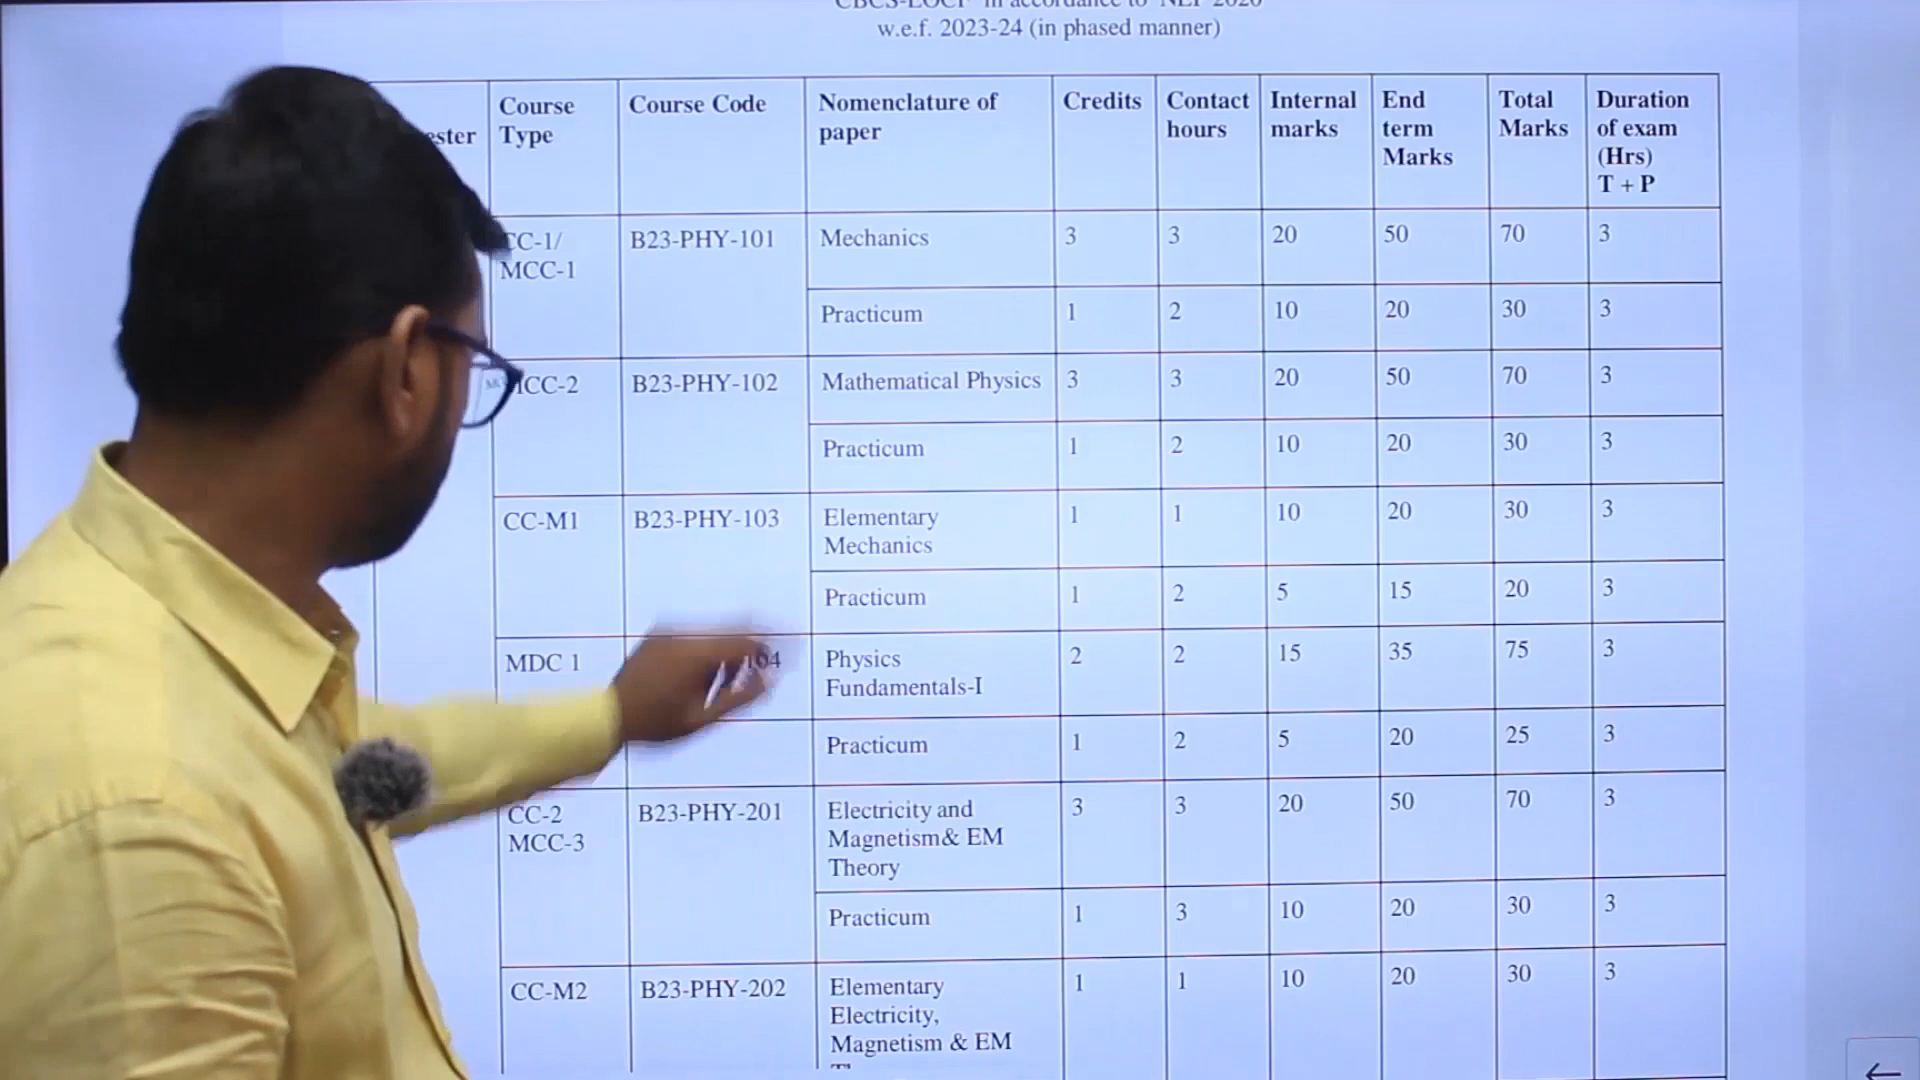 w.e.f. 2023-24 (in phased manner)
Course Type Course Code Nomenclature of paper Credits Contact hours Internal marks End term Marks Total Marks Duration of exam (Hrs) T + P
CC-1/ MCC-1 B23-PHY-101 Mechanics 3 3 20 50 70 3
Practicum 1 2 10 20 30 3
B23-PHY-102 Mathematical Physics 3 3 20 50 70 3
Practicum 1 2 10 20 30 3
CC-M1 B23-PHY-103 Elementary Mechanics 1 1 10 20 30 3
Practicum 1 2 5 15 20 3
MDC 1 104 Physics Fundamentals-I 2 2 15 35 75 3
Practicum 1 2 5 20 25 3
CC-2 MCC-3 B23-PHY-201 Electricity and Magnetism& EM Theory 3 3 20 50 70 3
Practicum 1 3 10 20 30 3
CC-M2 B23-PHY-202 Elementary Electricity, Magnetism & EM 1 1 10 20 30 3